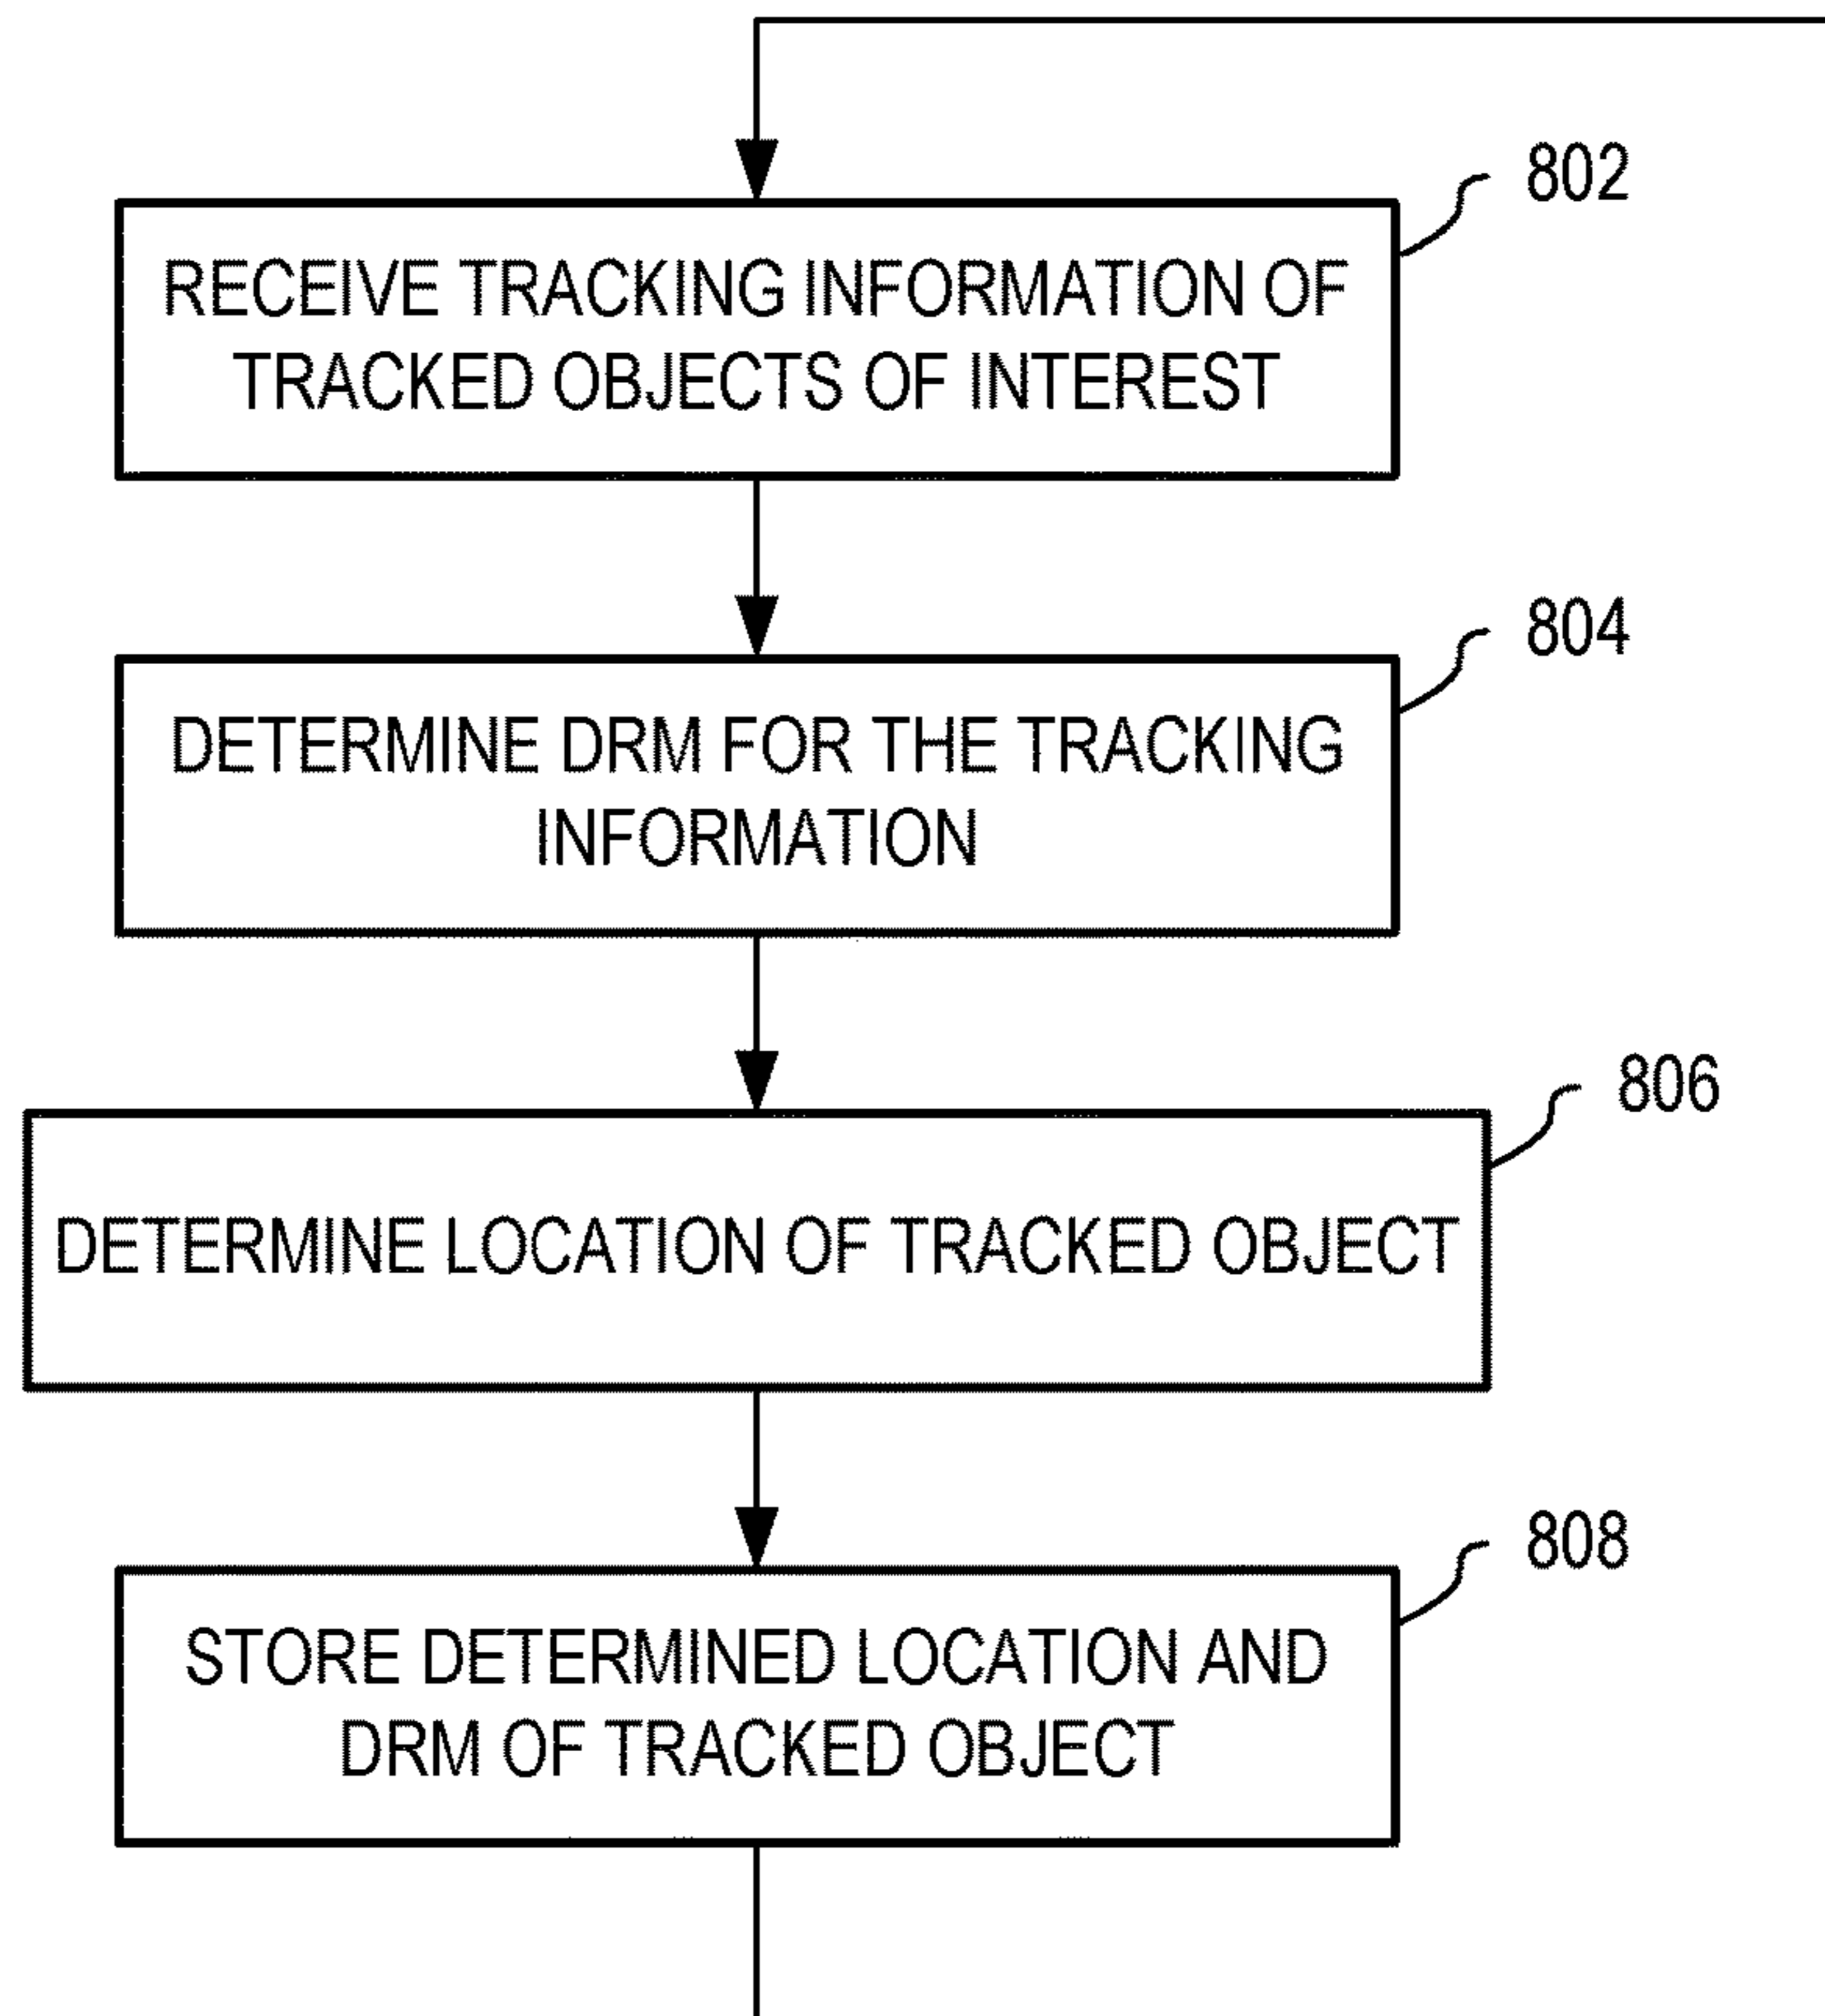 802
RECEIVE TRACKING INFORMATION OF
TRACKED OBJECTS OF INTEREST
804
DETERMINE DRM FOR THE TRACKING
INFORMATION
806
DETERMINE LOCATION OF TRACKED OBJECT
808
STORE DETERMINED LOCATION AND
DRM OF TRACKED OBJECT